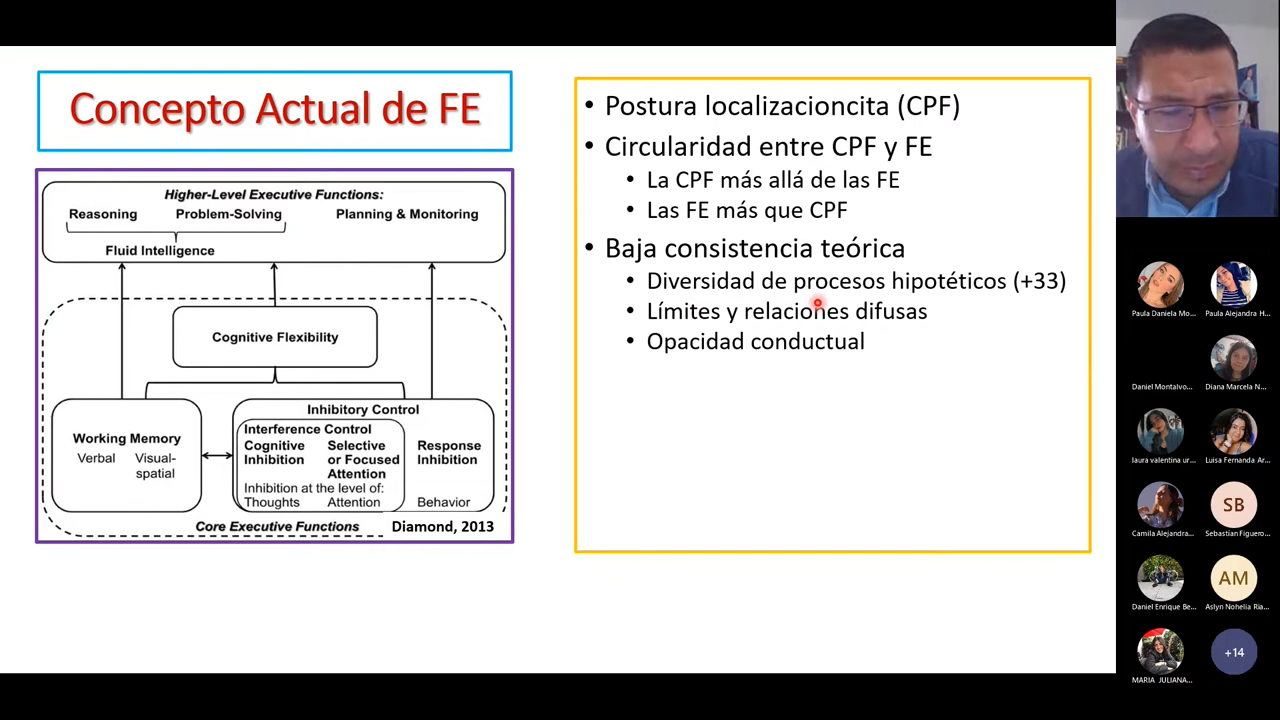 Concepto Actual de FE
Higher-Level Executive Functions:
Reasoning Problem-Solving Planning & Monitoring
Fluid Intelligence
Cognitive Flexibility
Working Memory
Verbal Visual-
spatial
Inhibitory Control
Interference Control
Cognitive Selective Response
Inhibition or Focused Inhibition
Attention
Inhibition at the level of:
Thoughts Attention Behavior
Core Executive Functions Diamond, 2013
• Postura localizacioncita (CPF)
• Circularidad entre CPF y FE
• La CPF más allá de las FE
• Las FE más que CPF
• Baja consistencia teórica
• Diversidad de procesos hipotéticos (+33)
• Límites y relaciones difusas
• Opacidad conductual
Paula Daniela Mo... Paula Alejandra H...
Daniel Montalvo... Diana Marcela N...
laura valentina ur... Luisa Fernanda Ar...
SB
Camila Alejandra... Sebastían Figuero...
AM
Daniel Enrique Be... Aslyn Nohelia Ria...
+14
MARIA JULIANA...